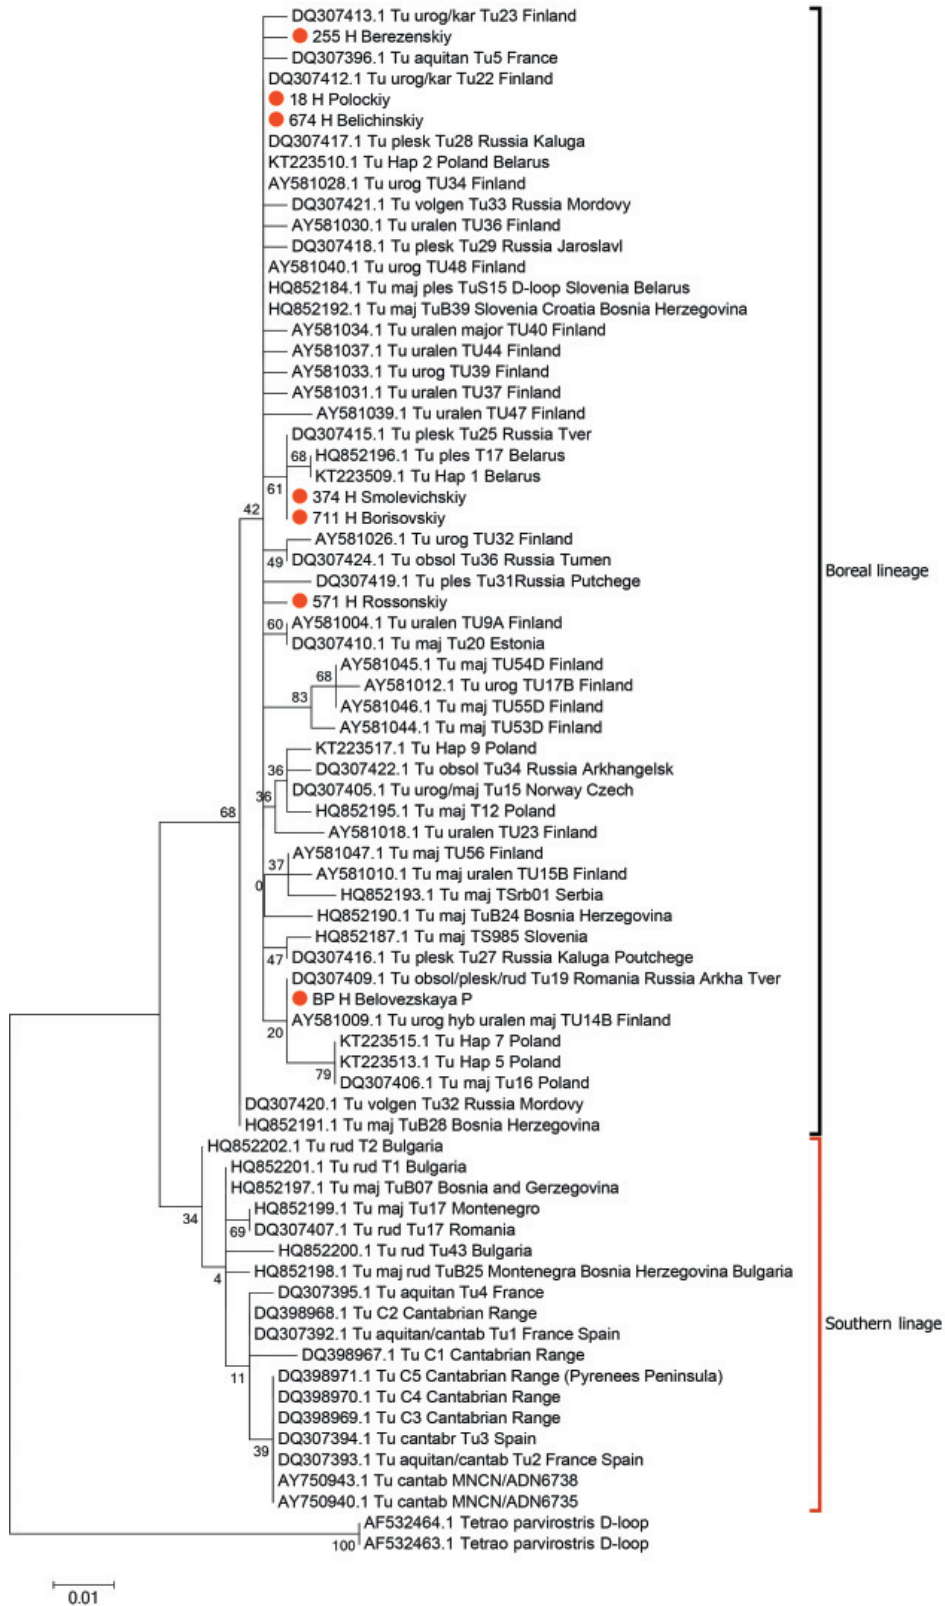 DQ307413.1 Tu urog/kar Tu23 Finland
255 H Berezenskiy
DQ307396.1 Tu aquitan Tu5 France
DQ307412.1 Tu urog/kar Tu22 Finland
18 H Polockiy
674 H Belichinskiy
DQ307417.1 Tu plesk Tu28 Russia Kaluga
KT223510.1 Tu Hap 2 Poland Belarus
AY581028.1 Tu urog TU34 Finland
DQ307421.1 Tu volgen Tu33 Russia Mordovy
AY581030.1 Tu uralen TU36 Finland
DQ307418.1 Tu plesk Tu29 Russia Jaroslavl
AY581040.1 Tu urog TU48 Finland
HQ852184.1 Tu maj ples TuS15 D-loop Slovenia Belarus
HQ852192.1 Tu maj TuB39 Slovenia Croatia Bosnia Herzegovina
AY581034.1 Tu uralen major TU40 Finland
AY581037.1 Tu uralen TU44 Finland
AY581033.1 Tu urog TU39 Finland
AY581031.1 Tu uralen TU37 Finland
AY581039.1 Tu uralen TU47 Finland
DQ307415.1 Tu plesk Tu25 Russia Tver
68 HQ852196.1 Tu ples T17 Belarus
KT223509.1 Tu Hap 1 Belarus
61
374 H Smolevichskiy
42
711 H Borisovskiy
AY581026.1 Tu urog TU32 Finland
49 DQ307424.1 Tu obsol Tu36 Russia Tumen
Boreal lineage
DQ307419.1 Tu ples Tu31Russia Putchege
571 H Rossonskiy
60 AY581004.1 Tu uralen TU9A Finland
DQ307410.1 Tu maj Tu20 Estonia
AY581045.1 Tu maj TU54D Finland
68
AY581012.1 Tu urog TU17B Finland
83
AY581046.1 Tu maj TU55D Finland
AY581044.1 Tu maj TU53D Finland
KT223517.1 Tu Hap 9 Poland
36
DQ307422.1 Tu obsol Tu34 Russia Arkhangelsk
36
DQ307405.1 Tu urog/maj Tu15 Norway Czech
68
HQ852195.1 Tu maj T12 Poland
AY581018.1 Tu uralen TU23 Finland
AY581047.1 Tu maj TU56 Finland
37
AY581010.1 Tu maj uralen TU15B Finland
0
HQ852193.1 Tu maj TSrb01 Serbia
HQ852190.1 Tu maj TuB24 Bosnia Herzegovina
HQ852187.1 Tu maj TS985 Slovenia
47 DQ307416.1 Tu plesk Tu27 Russia Kaluga Poutchege
DQ307409.1 Tu obsol/plesk/rud Tu19 Romania Russia Arkha Tver
BP H Belovezskaya P
AY581009.1 Tu urog hyb uralen maj TU14B Finland
20
KT223515.1 Tu Hap 7 Poland
KT223513.1 Tu Hap 5 Poland
79
DQ307406.1 Tu maj Tu16 Poland
DQ307420.1 Tu volgen Tu32 Russia Mordovy
HQ852191.1 Tu maj TuB28 Bosnia Herzegovina
HQ852202.1 Tu rud T2 Bulgaria
HQ852201.1 Tu rud T1 Bulgaria
HQ852197.1 Tu maj TuB07 Bosnia and Gerzegovina
HQ852199.1 Tu maj Tu17 Montenegro
34
69 DQ307407.1 Tu rud Tu17 Romania
HQ852200.1 Tu rud Tu43 Bulgaria
4
HQ852198.1 Tu maj rud TuB25 Montenegra Bosnia Herzegovina Bulgaria
DQ307395.1 Tu aquitan Tu4 France
DQ398968.1 Tu C2 Cantabrian Range
Southern linage
DQ307392.1 Tu aquitan/cantab Tu1 France Spain
DQ398967.1 Tu C1 Cantabrian Range
11
DQ398971.1 Tu C5 Cantabrian Range (Pyrenees Peninsula)
DQ398970.1 Tu C4 Cantabrian Range
DQ398969.1 Tu C3 Cantabrian Range
DQ307394.1 Tu cantabr Tu3 Spain
39
DQ307393.1 Tu aquitan/cantab Tu2 France Spain
AY750943.1 Tu cantab MNCN/ADN6738
AY750940.1 Tu cantab MNCN/ADN6735
AF532464.1 Tetrao parvirostris D-loop
100 AF532463.1 Tetrao parvirostris D-loop
0.01